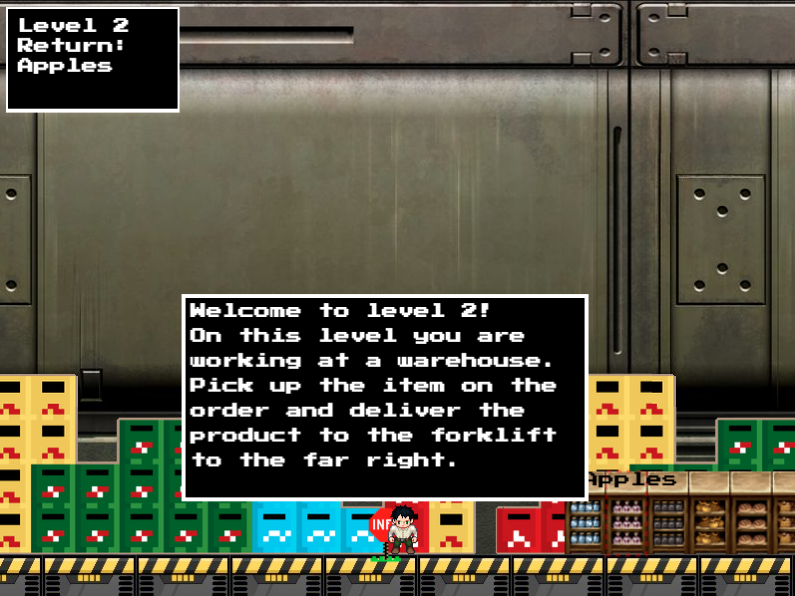 Level 2
Return:
Apples
Welcome to level 2!
On this level you are
working at a warehouse.
Pick up the item on the
order and deliver the
product to the forklift
to the far right.
Apples
INF